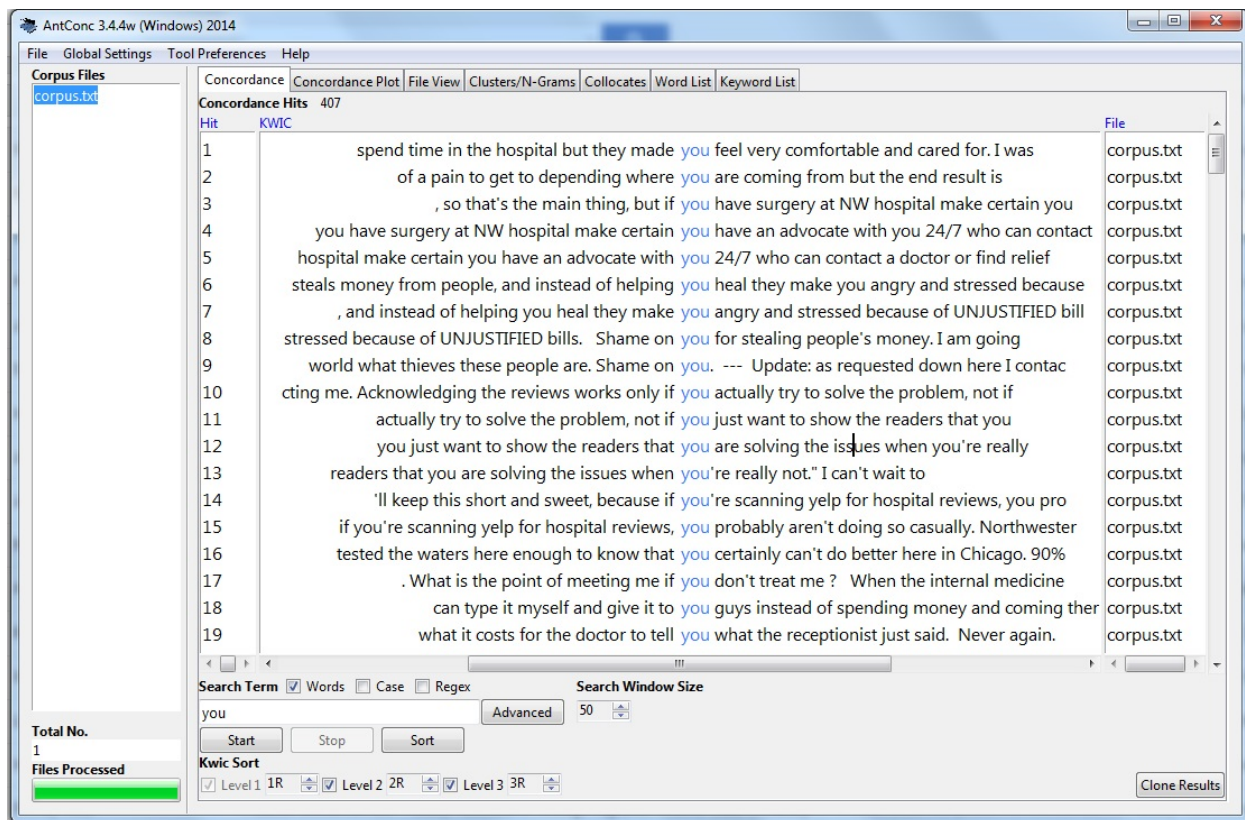 AntConc 3.4.4w (Windows) 2014
File Global Settings Tool Preferences Help
Corpus Files
corpus.txt
Concordance Concordance Plot File View Clusters/N-Grams Collocates Word List Keyword List
Concordance Hits 407
Hit KWIC File
1 spend time in the hospital but they made you feel very comfortable and cared for. I was corpus.txt
2 of a pain to get to depending where you are coming from but the end result is corpus.txt
3 , so that's the main thing, but if you have surgery at NW hospital make certain you corpus.txt
4 you have surgery at NW hospital make certain you have an advocate with you 24/7 who can contact corpus.txt
5 hospital make certain you have an advocate with you 24/7 who can contact a doctor or find relief corpus.txt
6 steals money from people, and instead of helping you heal they make you angry and stressed because corpus.txt
7 , and instead of helping you heal they make you angry and stressed because of UNJUSTIFIED bill corpus.txt
8 stressed because of UNJUSTIFIED bills. Shame on you for stealing people's money. I am going corpus.txt
9 world what thieves these people are. Shame on you. --- Update: as requested down here I contac corpus.txt
10 cting me. Acknowledging the reviews works only if you actually try to solve the problem, not if corpus.txt
11 actually try to solve the problem, not if you just want to show the readers that you corpus.txt
12 you just want to show the readers that you are solving the issues when you're really corpus.txt
13 readers that you are solving the issues when you're really not." I can't wait to corpus.txt
14 'll keep this short and sweet, because if you're scanning yelp for hospital reviews, you pro corpus.txt
15 if you're scanning yelp for hospital reviews, you probably aren't doing so casually. Northwester corpus.txt
16 tested the waters here enough to know that you certainly can't do better here in Chicago. 90% corpus.txt
17 . What is the point of meeting me if you don't treat me ? When the internal medicine corpus.txt
18 can type it myself and give it to you guys instead of spending money and coming ther corpus.txt
19 what it costs for the doctor to tell you what the receptionist just said. Never again. corpus.txt
Search Term Words Case Regex Search Window Size
you Advanced 50
Total No.
1
Start Stop Sort
Files Processed
Kwic Sort
Level 1 1R Level 2 2R Level 3 3R Clone Results